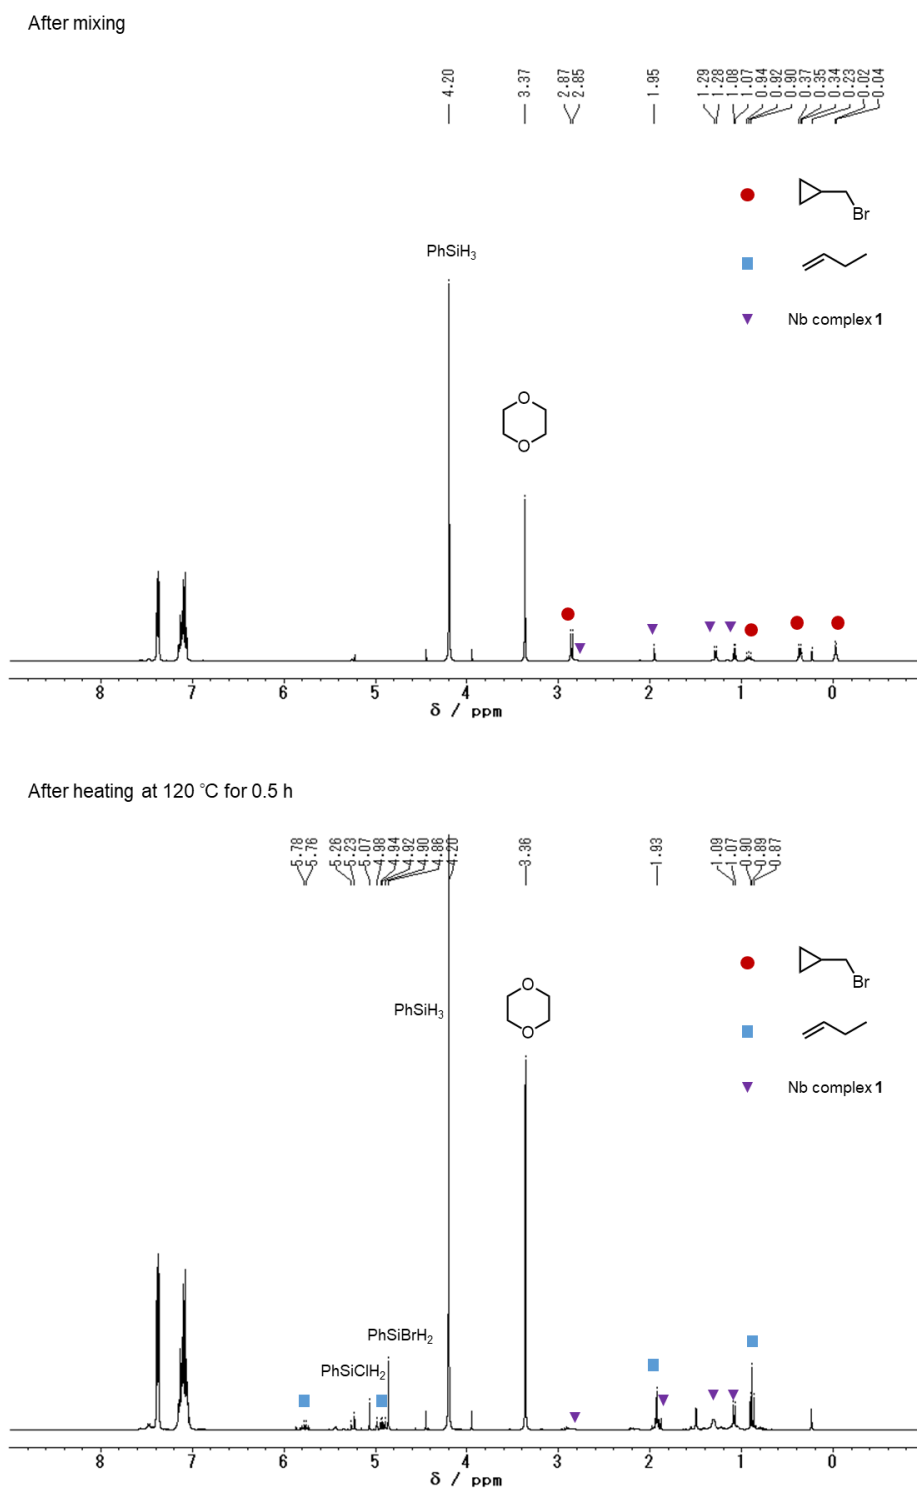 After mixing
4.20
3.37
2.87
2.85
1.95
1.29
1.28
1.08
1.07
0.94
0.92
0.90
0.37
0.35
0.34
0.23
0.02
0.04
Br
PhSiH3
Nb complex 1
O
O
8 7 6 5 4 3 2 1 0
δ / ppm
After heating at 120 °C for 0.5 h
5.78
5.76
5.26
5.23
5.07
4.98
4.94
4.92
4.90
4.86
4.20
3.36
1.93
1.09
1.07
0.90
0.89
0.87
Br
O
PhSiH3
O
Nb complex 1
PhSiBrH2
PhSiClH2
8 7 6 5 4 3 2 1 0
δ / ppm